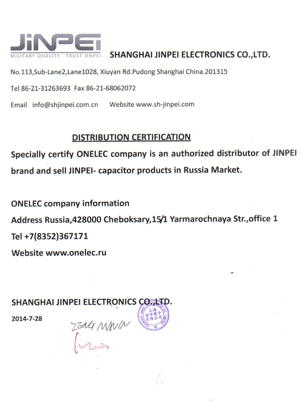 JINPEI
MILITARY QUALITY TRUST JINPEI
SHANGHAI JINPEI ELECTRONICS CO.,LTD.
No.113,Sub-Lane2,Lane1028, Xiuyan Rd.Pudong Shanghai China.201315
Tel 86-21-31263693 Fax 86-21-68062072
Email info@shjinpei.com.cn Website www.sh-jinpei.com
DISTRIBUTION CERTIFICATION
Specially certify ONELEC company is an authorized distributor of JINPEI
brand and sell JINPEI- capacitor products in Russia Market.
ONELEC company information
Address Russia,428000 Cheboksary,15/1 Yarmarochnaya Str.,office 1
Tel +7(8352)367171
Website www.onelec.ru
SHANGHAI JINPEI ELECTRONICS CO.,LTD.
2014-7-28